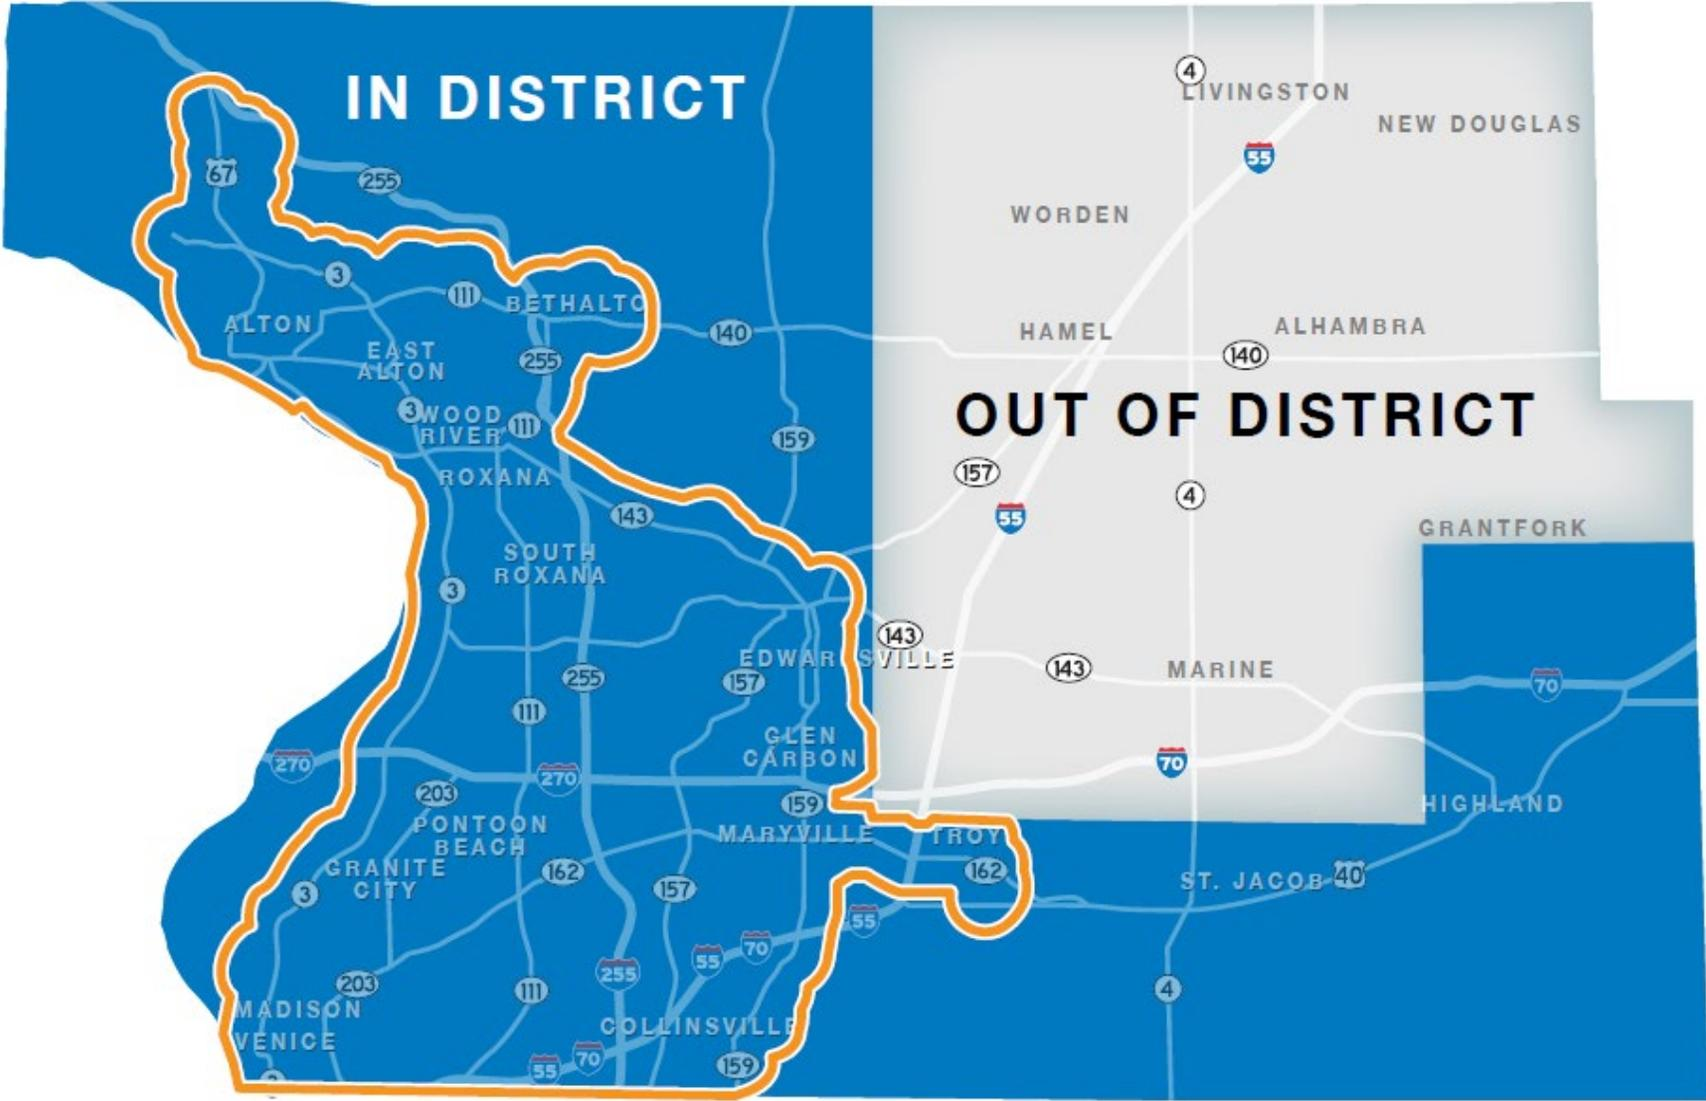 IN DISTRICT
4
LIVINGSTON
NEW DOUGLAS
55
67
255
WORDEN
3
111
BETHALTO
ALTON
140
HAMEL
ALHAMBRA
140
EAST
ALTON
255
OUT OF DISTRICT
3
WOOD
RIVER
111
159
157
4
ROXANA
143
55
GRANTFORK
SOUTH
ROXANA
3
143
EDWARDSVILLE
143
MARINE
255
157
70
111
GLEN
CARBON
270
270
70
203
159
HIGHLAND
PONTOON
BEACH
MARYVILLE
TROY
GRANITE
CITY
162
162
3
157
ST. JACOB
40
55
70
55
255
203
111
4
MADISON
VENICE
COLLINSVILLE
70
55
159